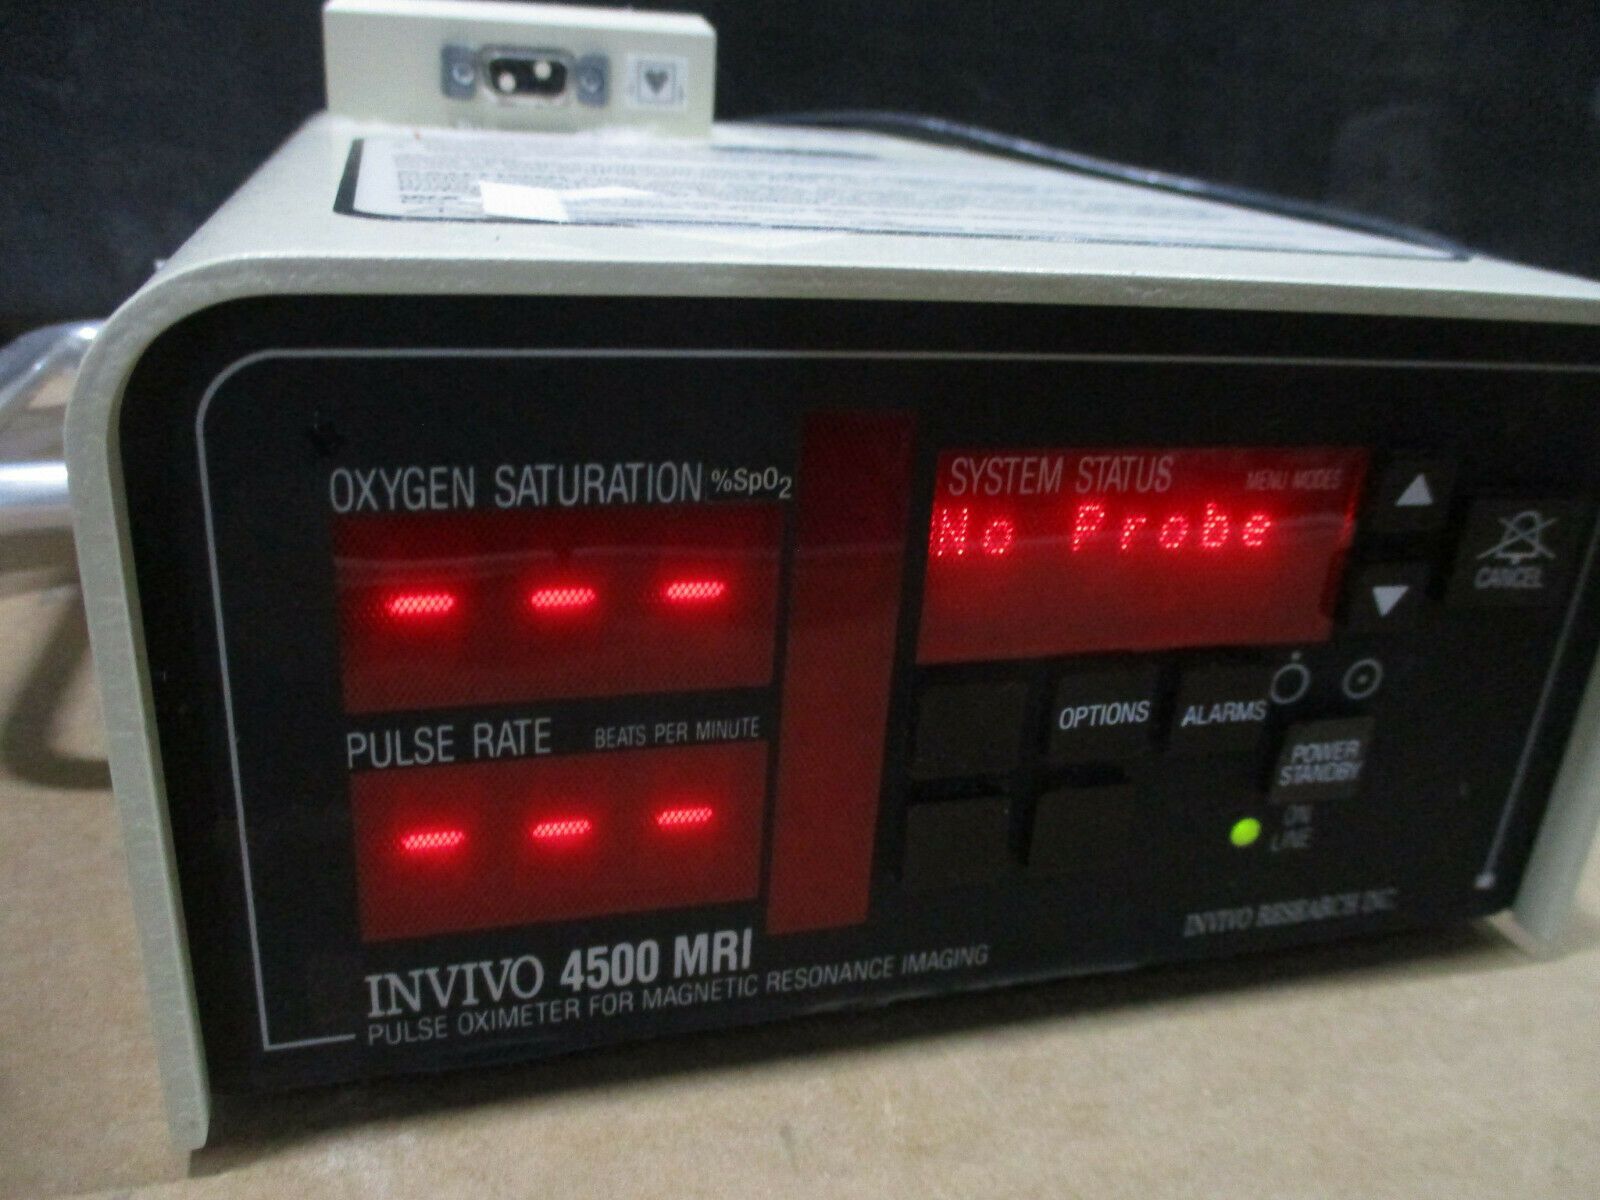 OXYGEN SATURATION %SpO2
--- 
SYSTEM STATUS MENU MODES
No Probe
CANCEL
PULSE RATE BEATS PER MINUTE
---
OPTIONS ALARMS
POWER
STANDBY
ON
LINE
INVIVO RESEARCH INC.
INVIVO 4500 MRI
PULSE OXIMETER FOR MAGNETIC RESONANCE IMAGING